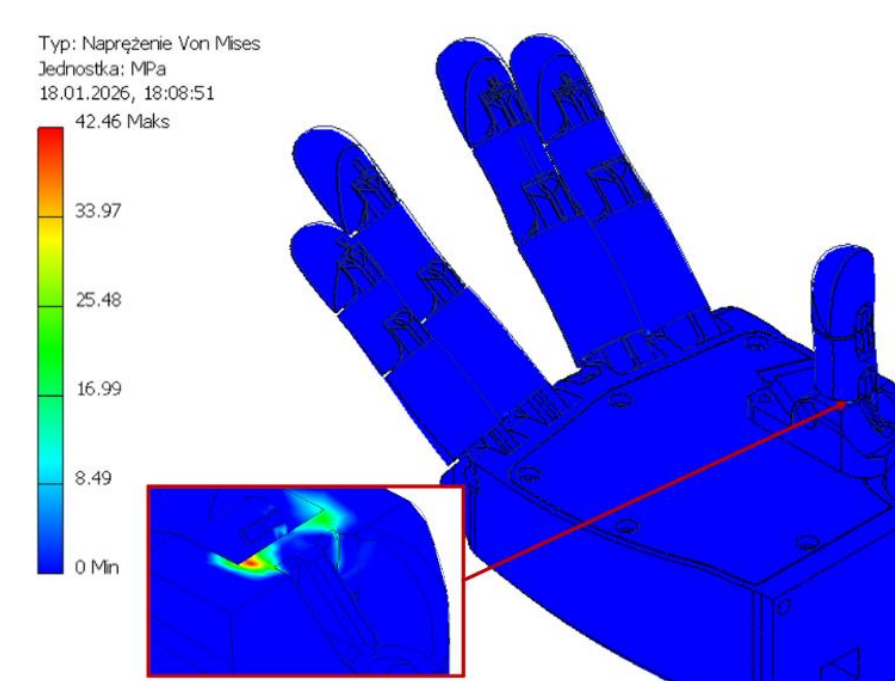 Typ: Naprężenie Von Mises
Jednostka: MPa
18.01.2026, 18:08:51
42.46 Maks
33.97
25.48
16.99
8.49
0 Min